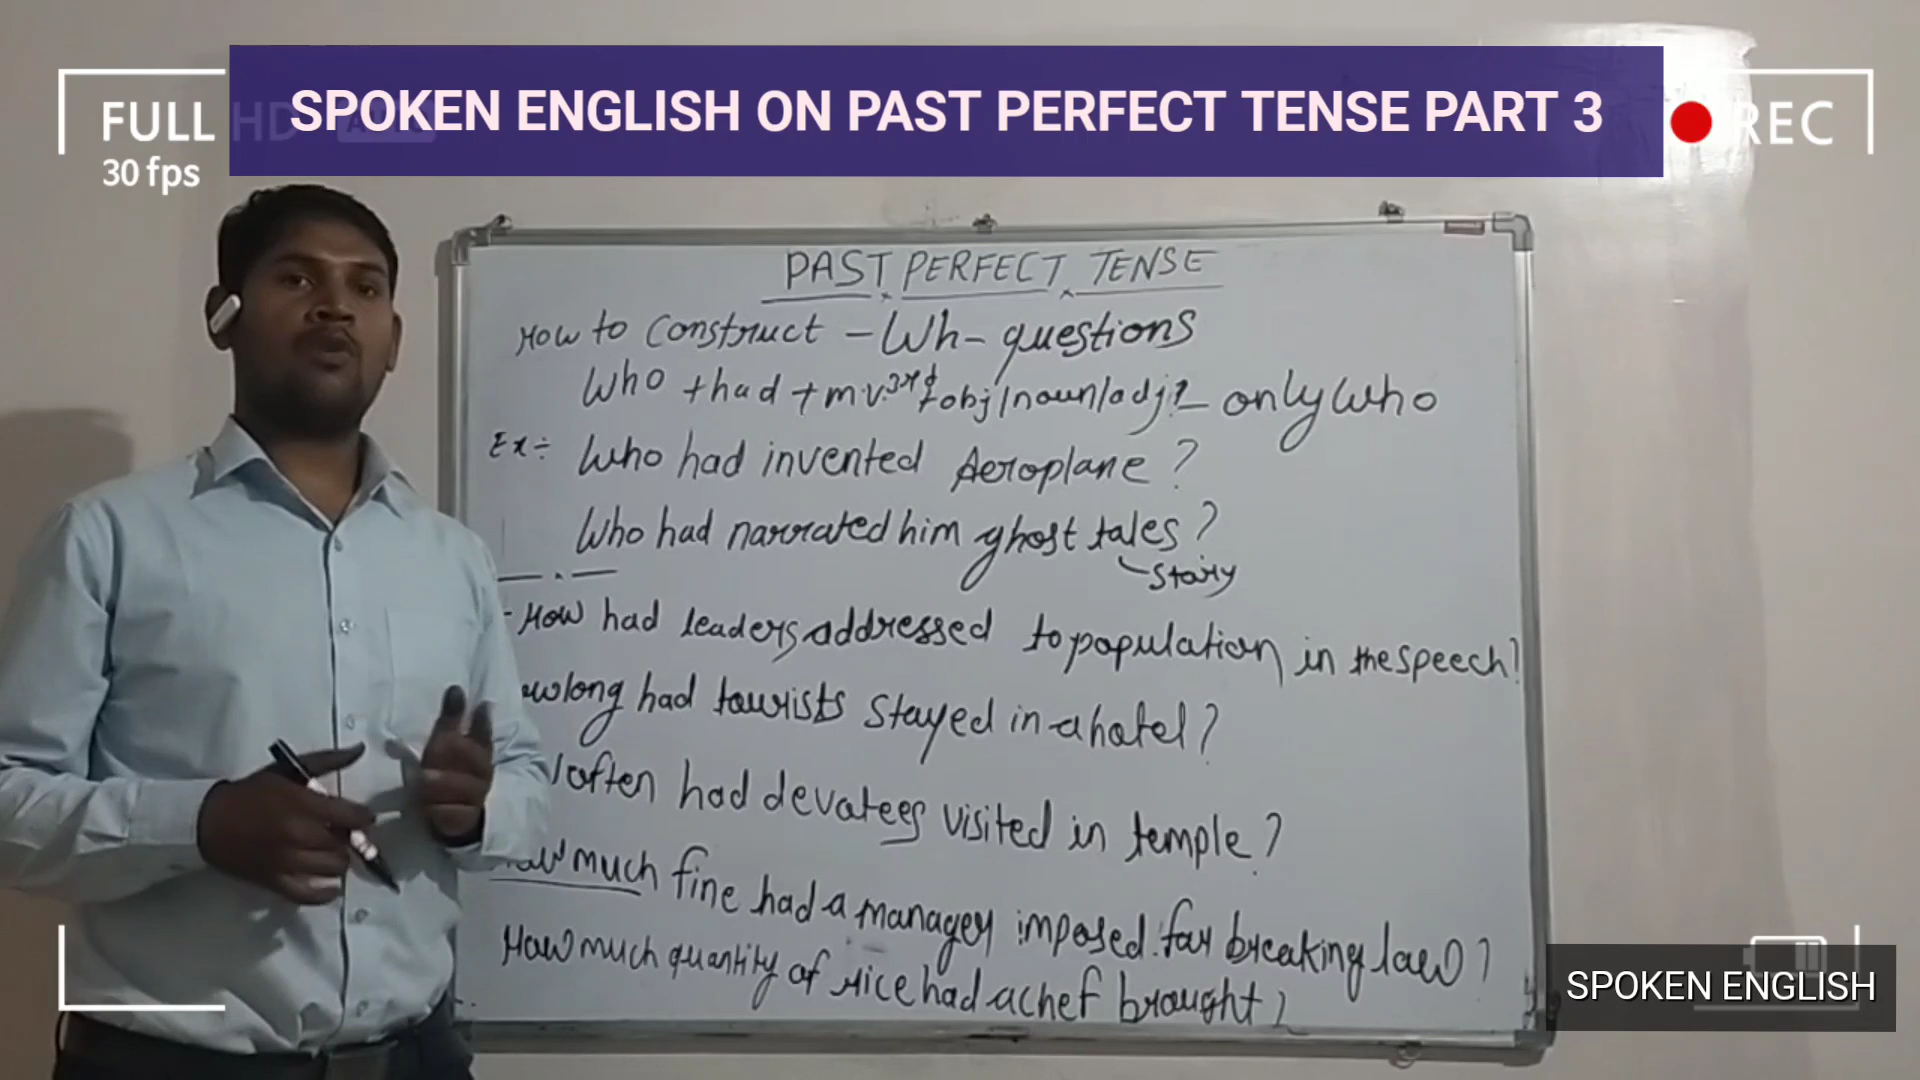 SPOKEN ENGLISH ON PAST PERFECT TENSE PART 3
FULL HD
30 fps
REC
PAST PERFECT TENSE
How to construct - Wh- questions
Who + had + m.v.3rd + obj/noun/adj? - only Who
Ex ÷ Who had invented Aeroplane ?
Who had narrated him ghost tales ?
story
- How had leaders addressed to population in the speech?
long had tourists stayed in a hotel ?
often had devatees visited in temple ?
How much fine had a manager imposed for breaking law ?
How much quantity of rice had a chef brought ?
SPOKEN ENGLISH